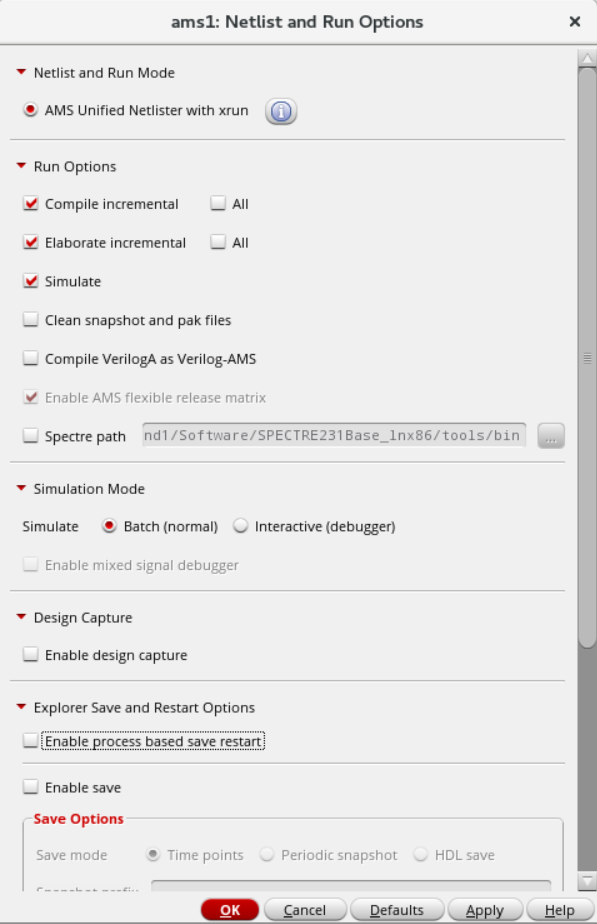 ams1: Netlist and Run Options
Netlist and Run Mode
AMS Unified Netlister with xrun
Run Options
Compile incremental All
Elaborate incremental All
Simulate
Clean snapshot and pak files
Compile VerilogA as Verilog-AMS
Enable AMS flexible release matrix
Spectre path nd1/Software/SPECTRE231Base_lnx86/tools/bin ...
Simulation Mode
Simulate Batch (normal) Interactive (debugger)
Enable mixed signal debugger
Design Capture
Enable design capture
Explorer Save and Restart Options
Enable process based save restart
Enable save
Save Options
Save mode Time points Periodic snapshot HDL save
Snapshot prefix
OK Cancel Defaults Apply Help